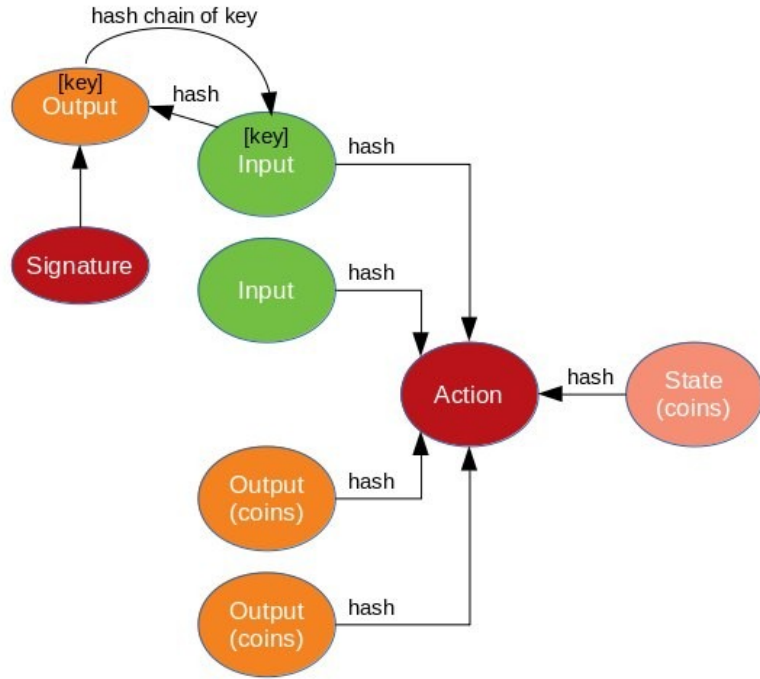 hash chain of key
[key]
Output
hash
[key]
Input
hash
Signature
Input
hash
Action
hash
State
(coins)
Output
(coins)
hash
Output
(coins)
hash